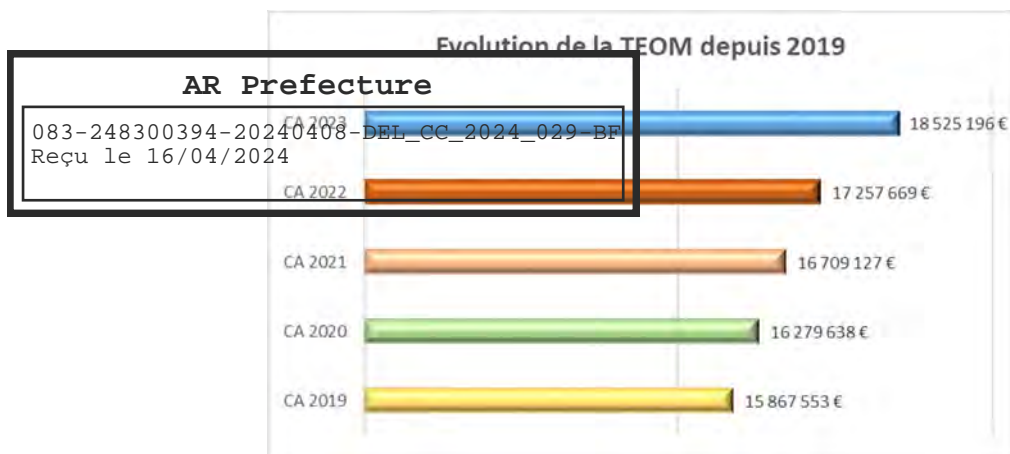 Evolution de la TEOM depuis 2019
AR Prefecture
083-248300394-20240408-DEL_CC_2024_029-BF
Reçu le 16/04/2024
CA 2023
18 525 196 €
CA 2022
17 257 669 €
CA 2021
16 709 127 €
CA 2020
16 279 638 €
CA 2019
15 867 553 €